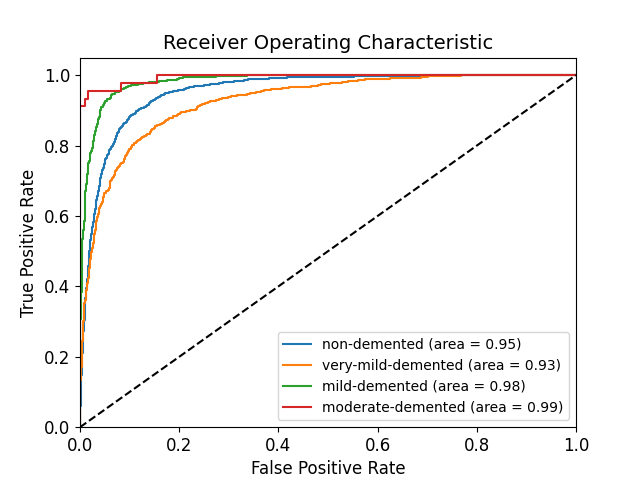 Receiver Operating Characteristic
1.0
0.8
0.6
0.4
0.2
0.0
True Positive Rate
non-demented (area = 0.95)
very-mild-demented (area = 0.93)
mild-demented (area = 0.98)
moderate-demented (area = 0.99)
0.0 0.2 0.4 0.6 0.8 1.0
False Positive Rate